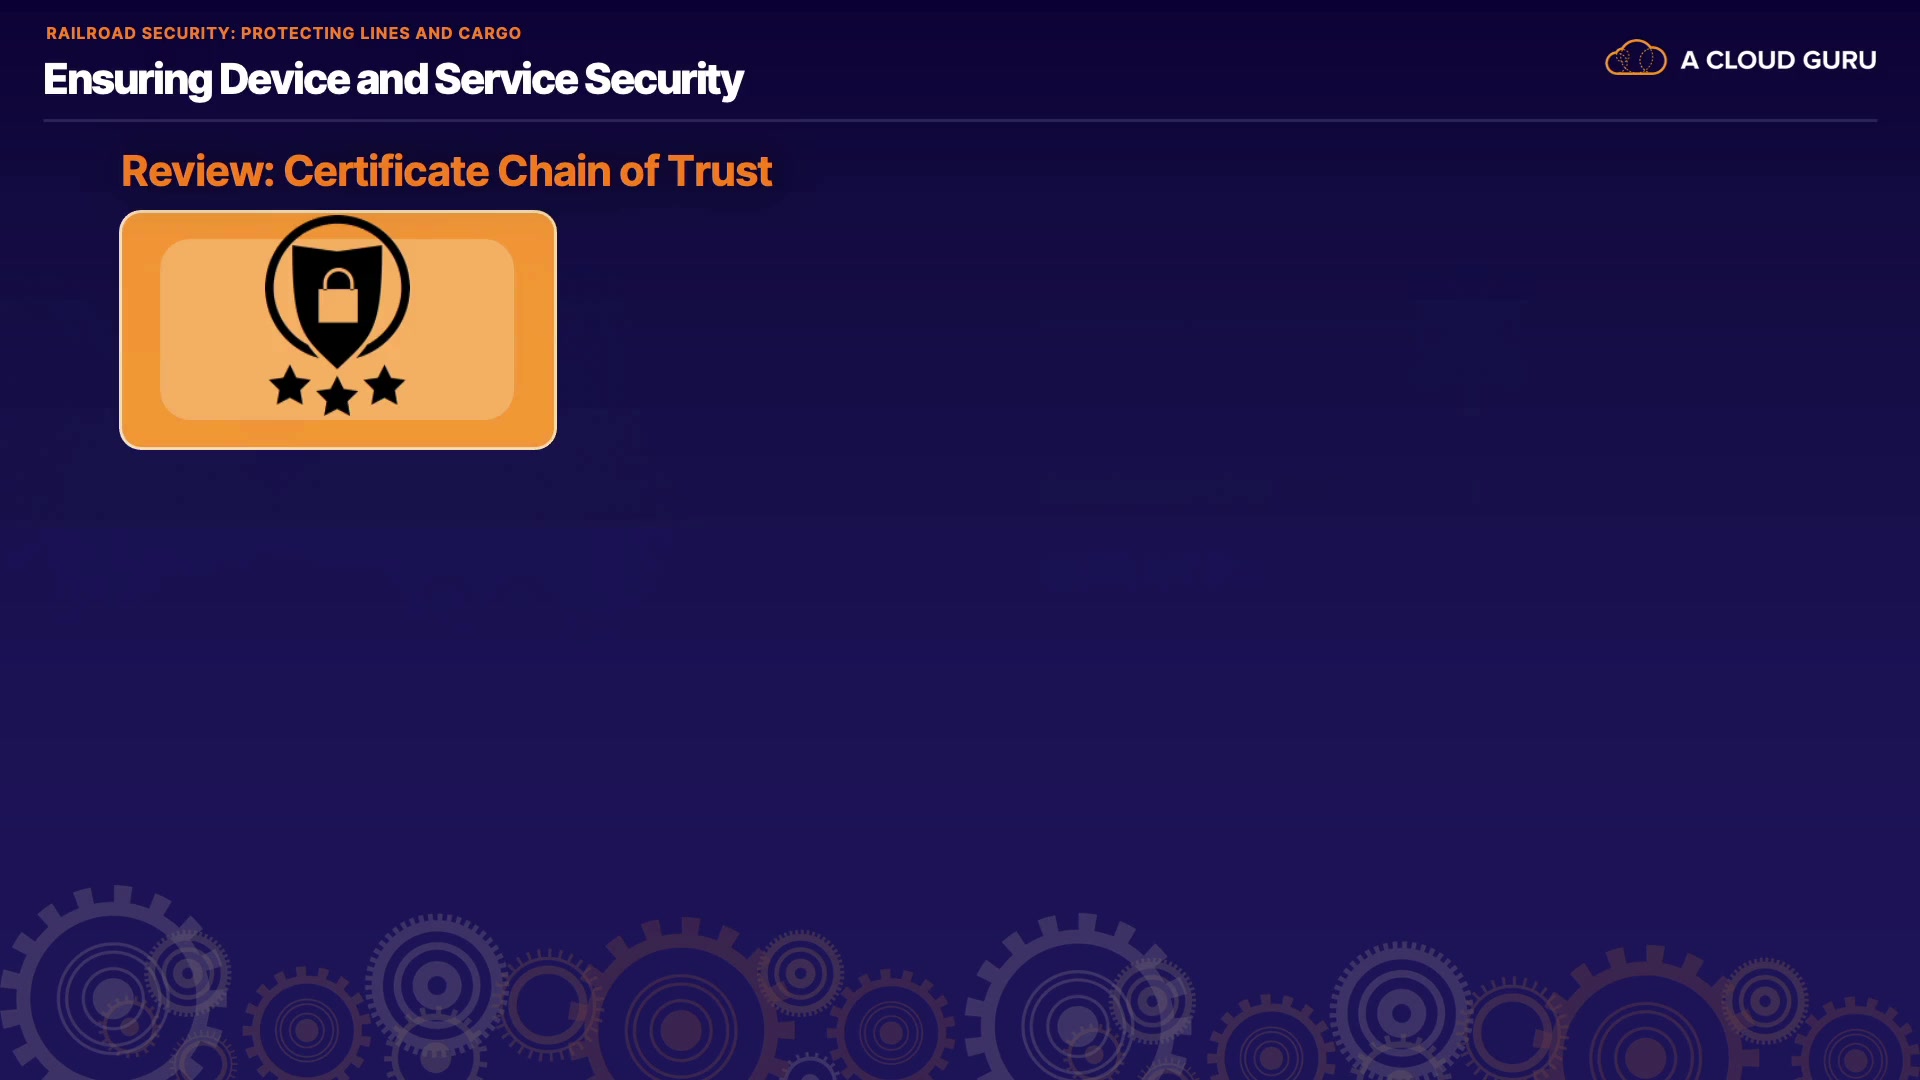 RAILROAD SECURITY: PROTECTING LINES AND CARGO
Ensuring Device and Service Security
A CLOUD GURU
Review: Certificate Chain of Trust